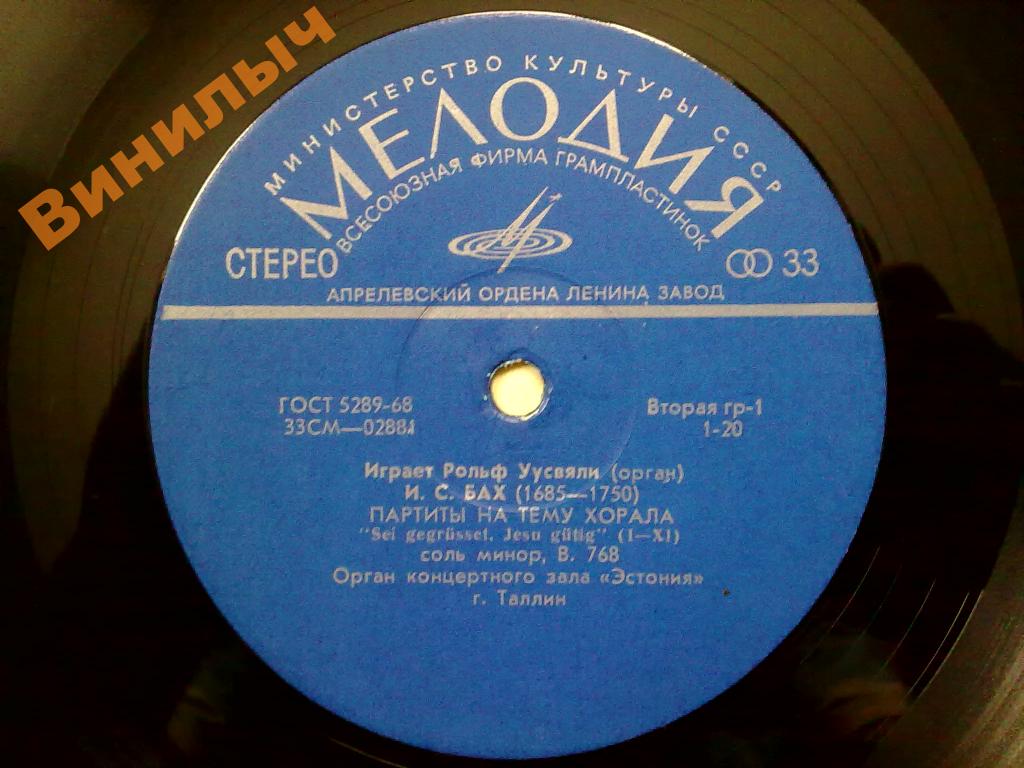 Винилыч
МИНИСТЕРСТВО КУЛЬТУРЫ СССР
МЕЛОДИЯ
ВСЕСОЮЗНАЯ ФИРМА ГРАМПЛАСТИНОК
СТЕРЕО 33
АПРЕЛЕВСКИЙ ОРДЕНА ЛЕНИНА ЗАВОД
ГОСТ 5289-68 Вторая гр-1
33СМ—02881 1-20
Играет Рольф Уусвяли (орган)
И. С. БАХ (1685—1750)
ПАРТИТЫ НА ТЕМУ ХОРАЛА
"Sei gegrüsset, Jesu gütig" (I—XI)
соль минор, В. 768
Орган концертного зала «Эстония»
г. Таллин